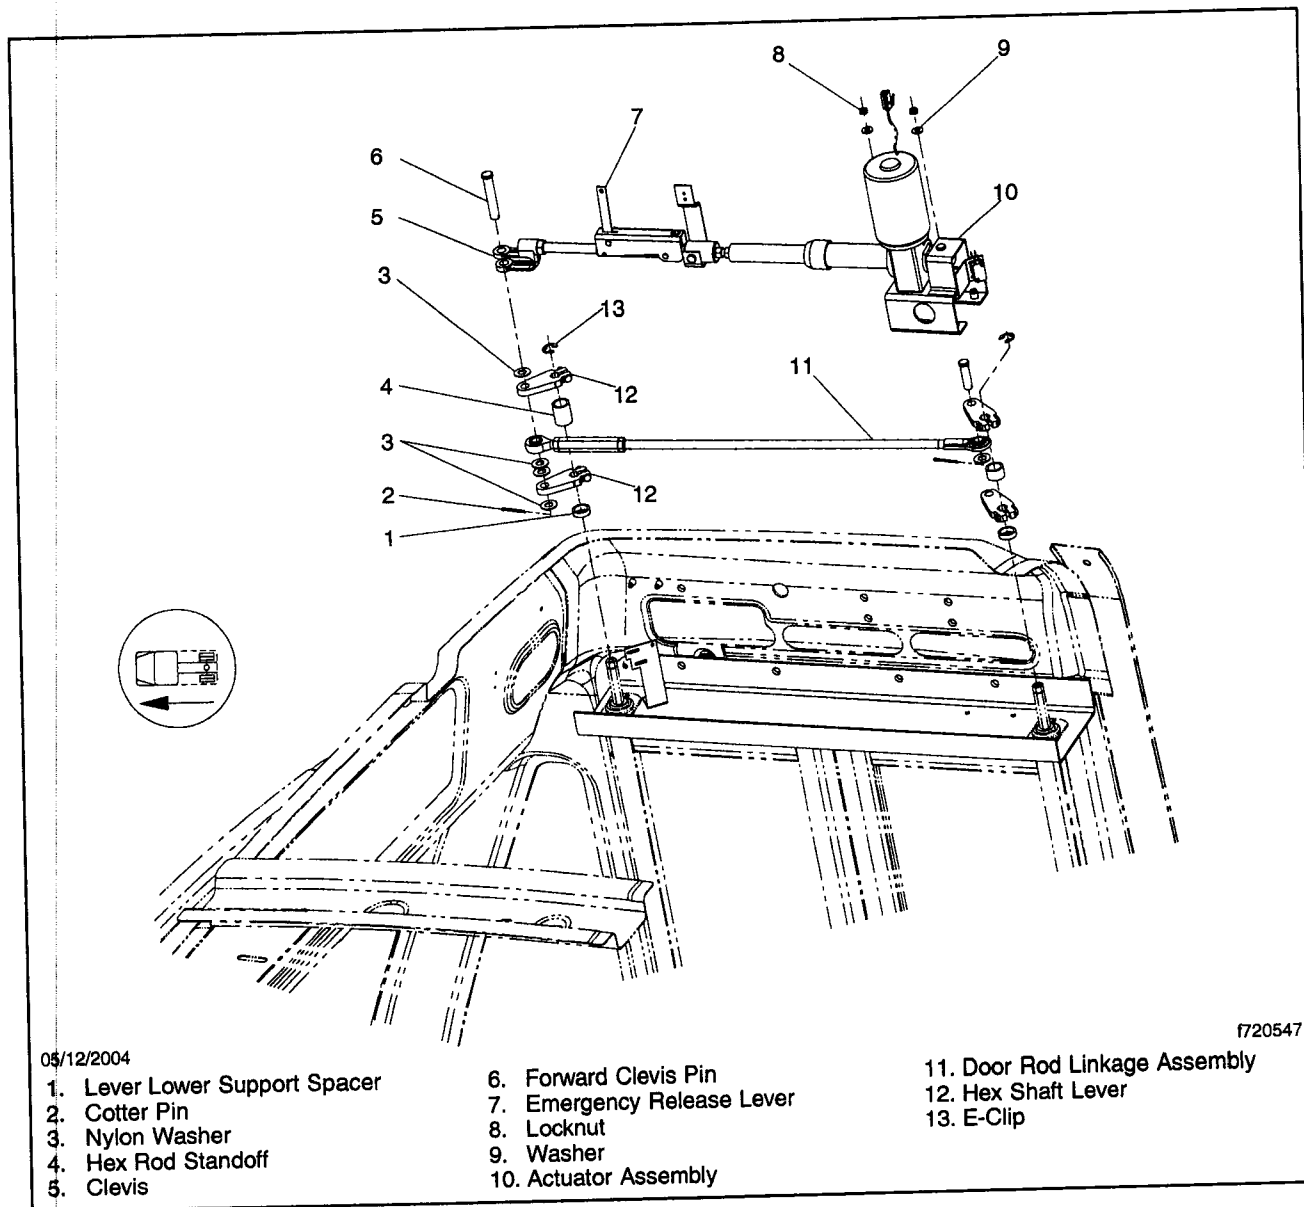 8
9
7
6
10
5
3
13
11
4
12
3
12
2
1
f720547
05/12/2004
1. Lever Lower Support Spacer
2. Cotter Pin
3. Nylon Washer
4. Hex Rod Standoff
5. Clevis
6. Forward Clevis Pin
7. Emergency Release Lever
8. Locknut
9. Washer
10. Actuator Assembly
11. Door Rod Linkage Assembly
12. Hex Shaft Lever
13. E-Clip